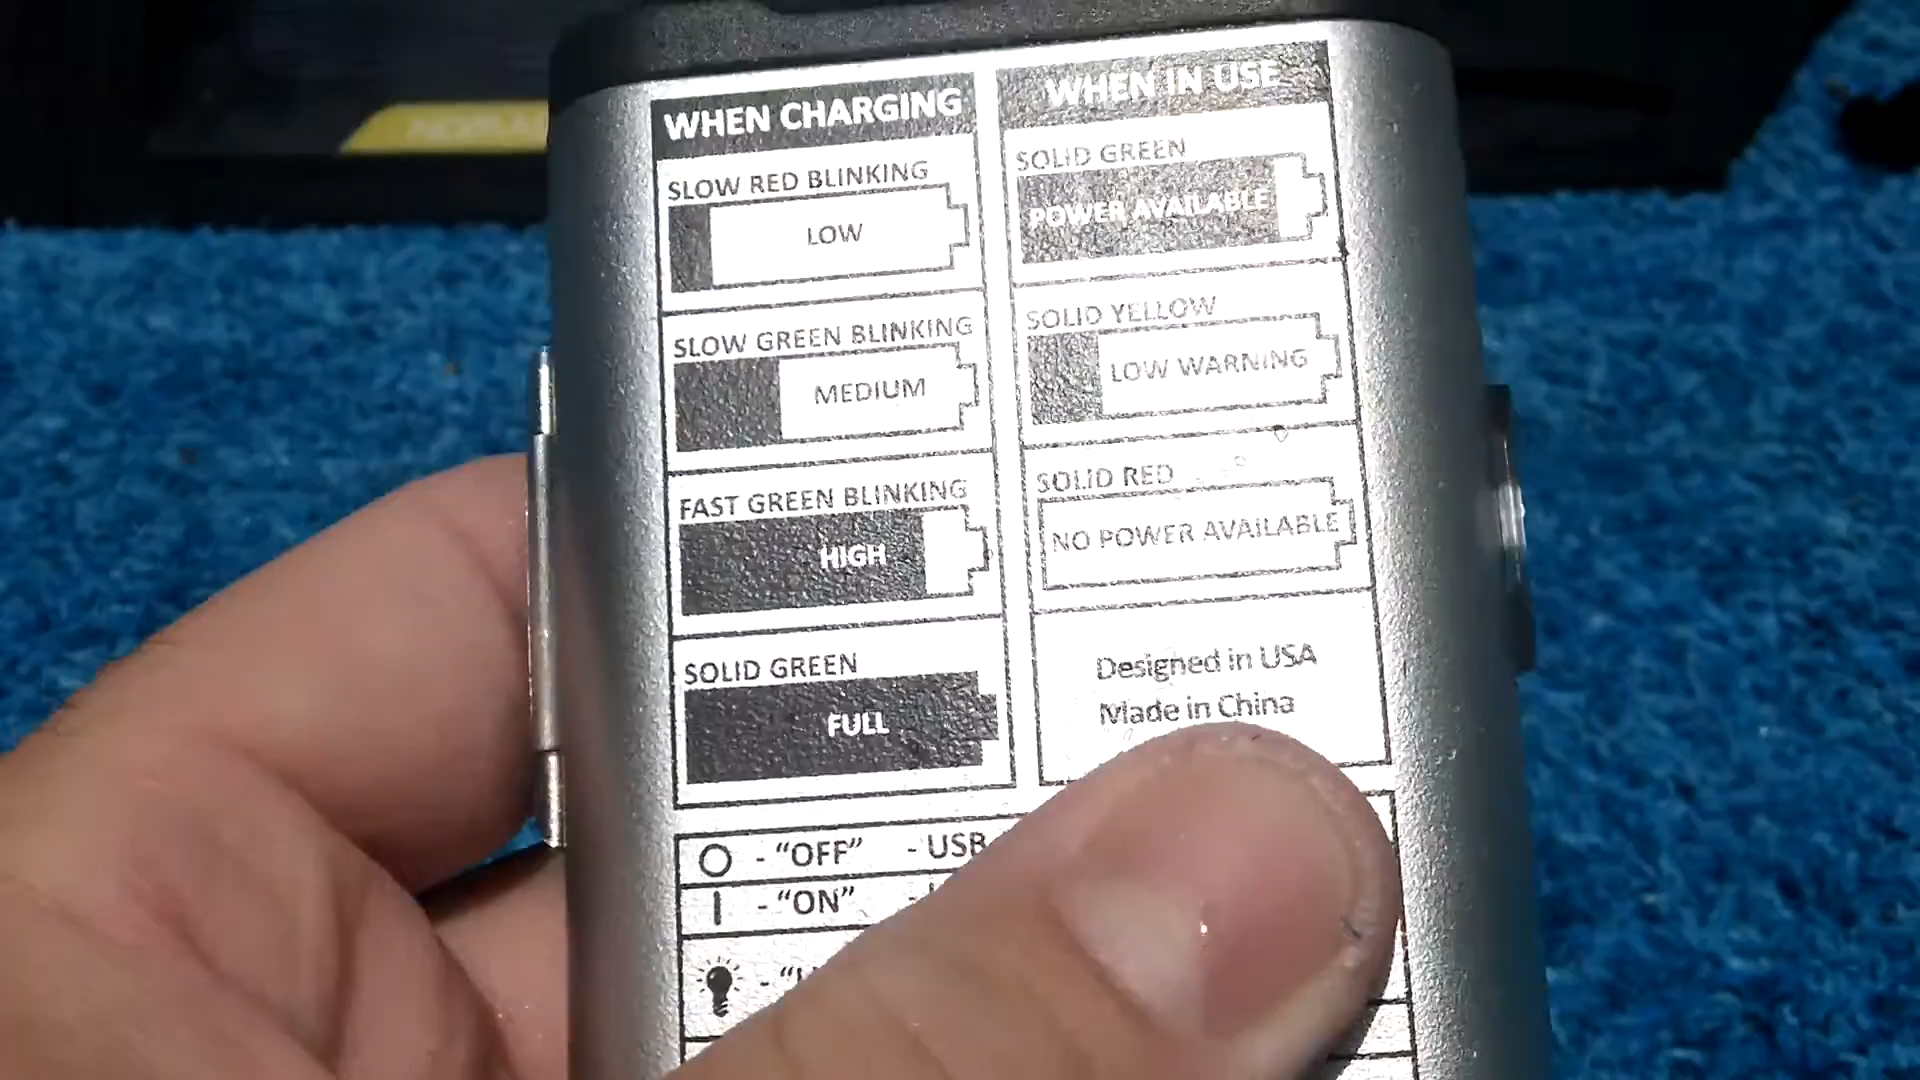 WHEN CHARGING
SLOW RED BLINKING
LOW
SLOW GREEN BLINKING
MEDIUM
FAST GREEN BLINKING
HIGH
SOLID GREEN
FULL
WHEN IN USE
SOLID GREEN
POWER AVAILABLE
SOLID YELLOW
LOW WARNING
SOLID RED
NO POWER AVAILABLE
Designed in USA
Made in China
- "OFF" - USB
- "ON" -